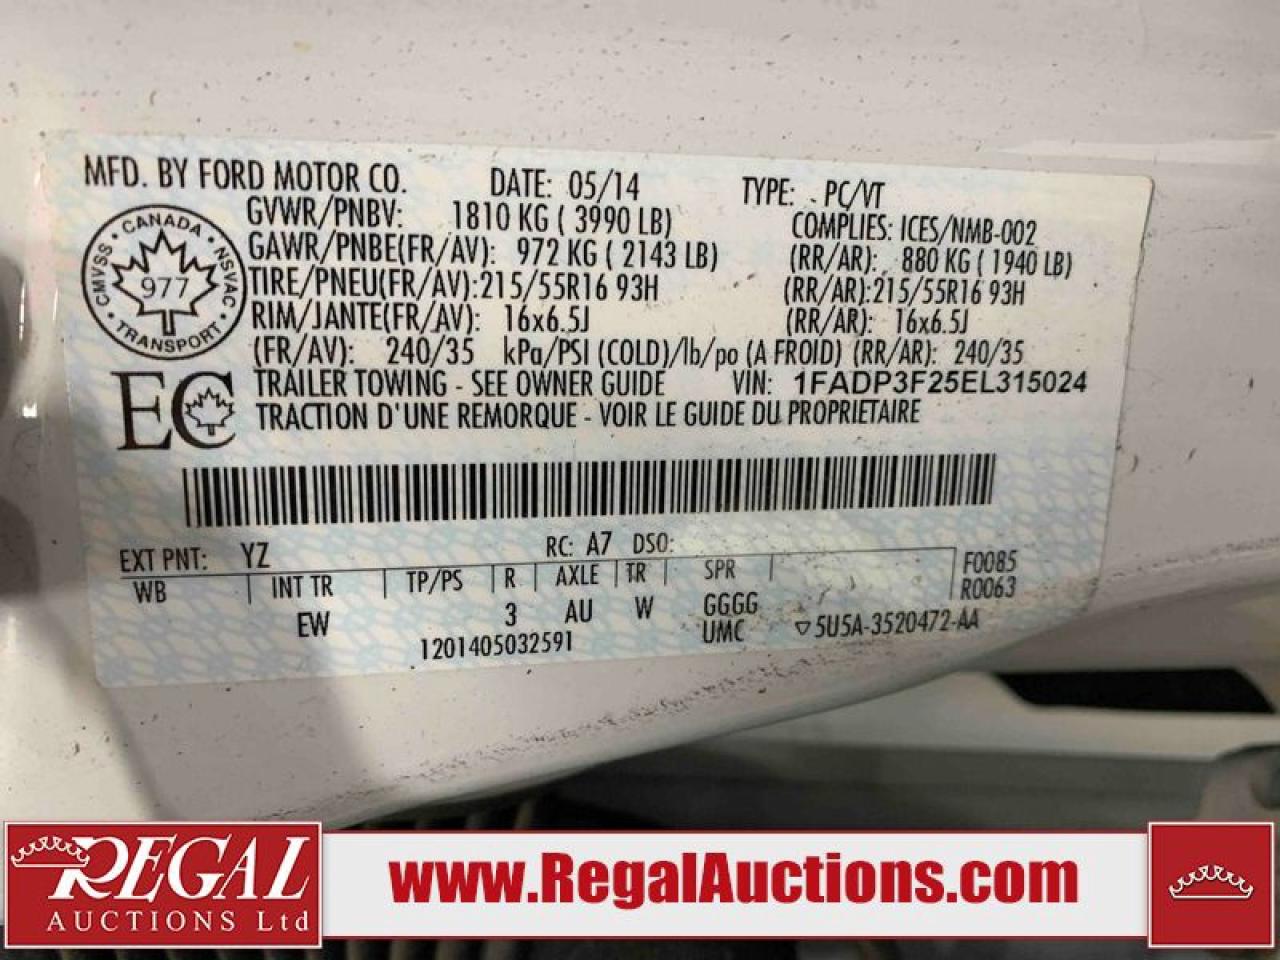 MFD. BY FORD MOTOR CO. DATE: 05/14 TYPE: PC/VT
GVWR/PNBV: 1810 KG ( 3990 LB) COMPLIES: ICES/NMB-002
GAWR/PNBE(FR/AV): 972 KG ( 2143 LB) (RR/AR): 880 KG ( 1940 LB)
TIRE/PNEU(FR/AV):215/55R16 93H (RR/AR):215/55R16 93H
RIM/JANTE(FR/AV): 16x6.5J (RR/AR): 16x6.5J
(FR/AV): 240/35 kPa/PSI (COLD)/lb/po (A FROID) (RR/AR): 240/35
TRAILER TOWING - SEE OWNER GUIDE VIN: 1FADP3F25EL315024
TRACTION D'UNE REMORQUE - VOIR LE GUIDE DU PROPRIETAIRE
CANADA
CMVSS · NSVAC
977
TRANSPORT
EC
EXT PNT: YZ RC: A7 DSO:
WB INT TR TP/PS R AXLE TR SPR F0085
R0063
EW 3 AU W GGGG
1201405032591 UMC ▽5U5A-3520472-AA
REGAL
AUCTIONS Ltd
www.RegalAuctions.com